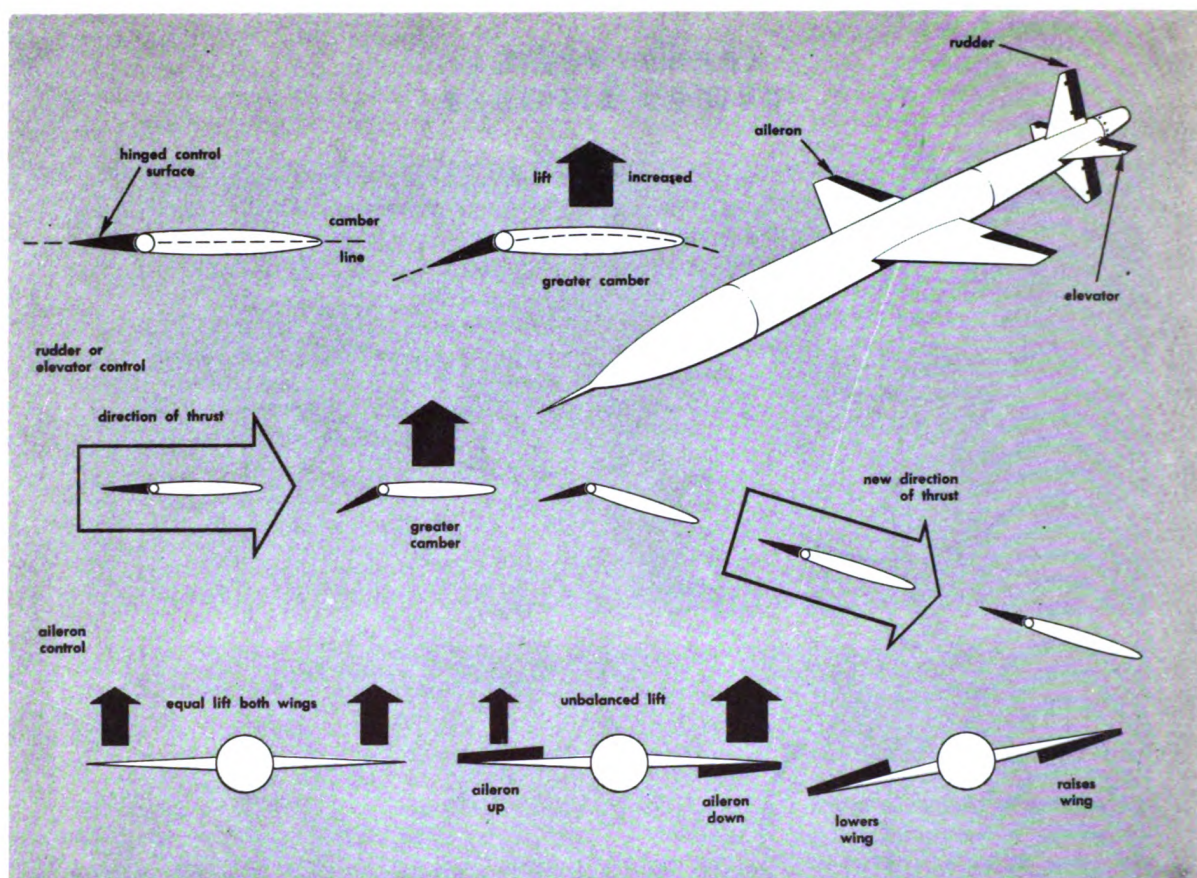 rudder
aileron
hinged control
surface
lift increased
camber
line
greater camber
elevator
rudder or
elevator control
direction of thrust
greater
camber
new direction
of thrust
aileron
control
equal lift both wings
unbalanced lift
aileron
up
aileron
down
lowers
wing
raises
wing